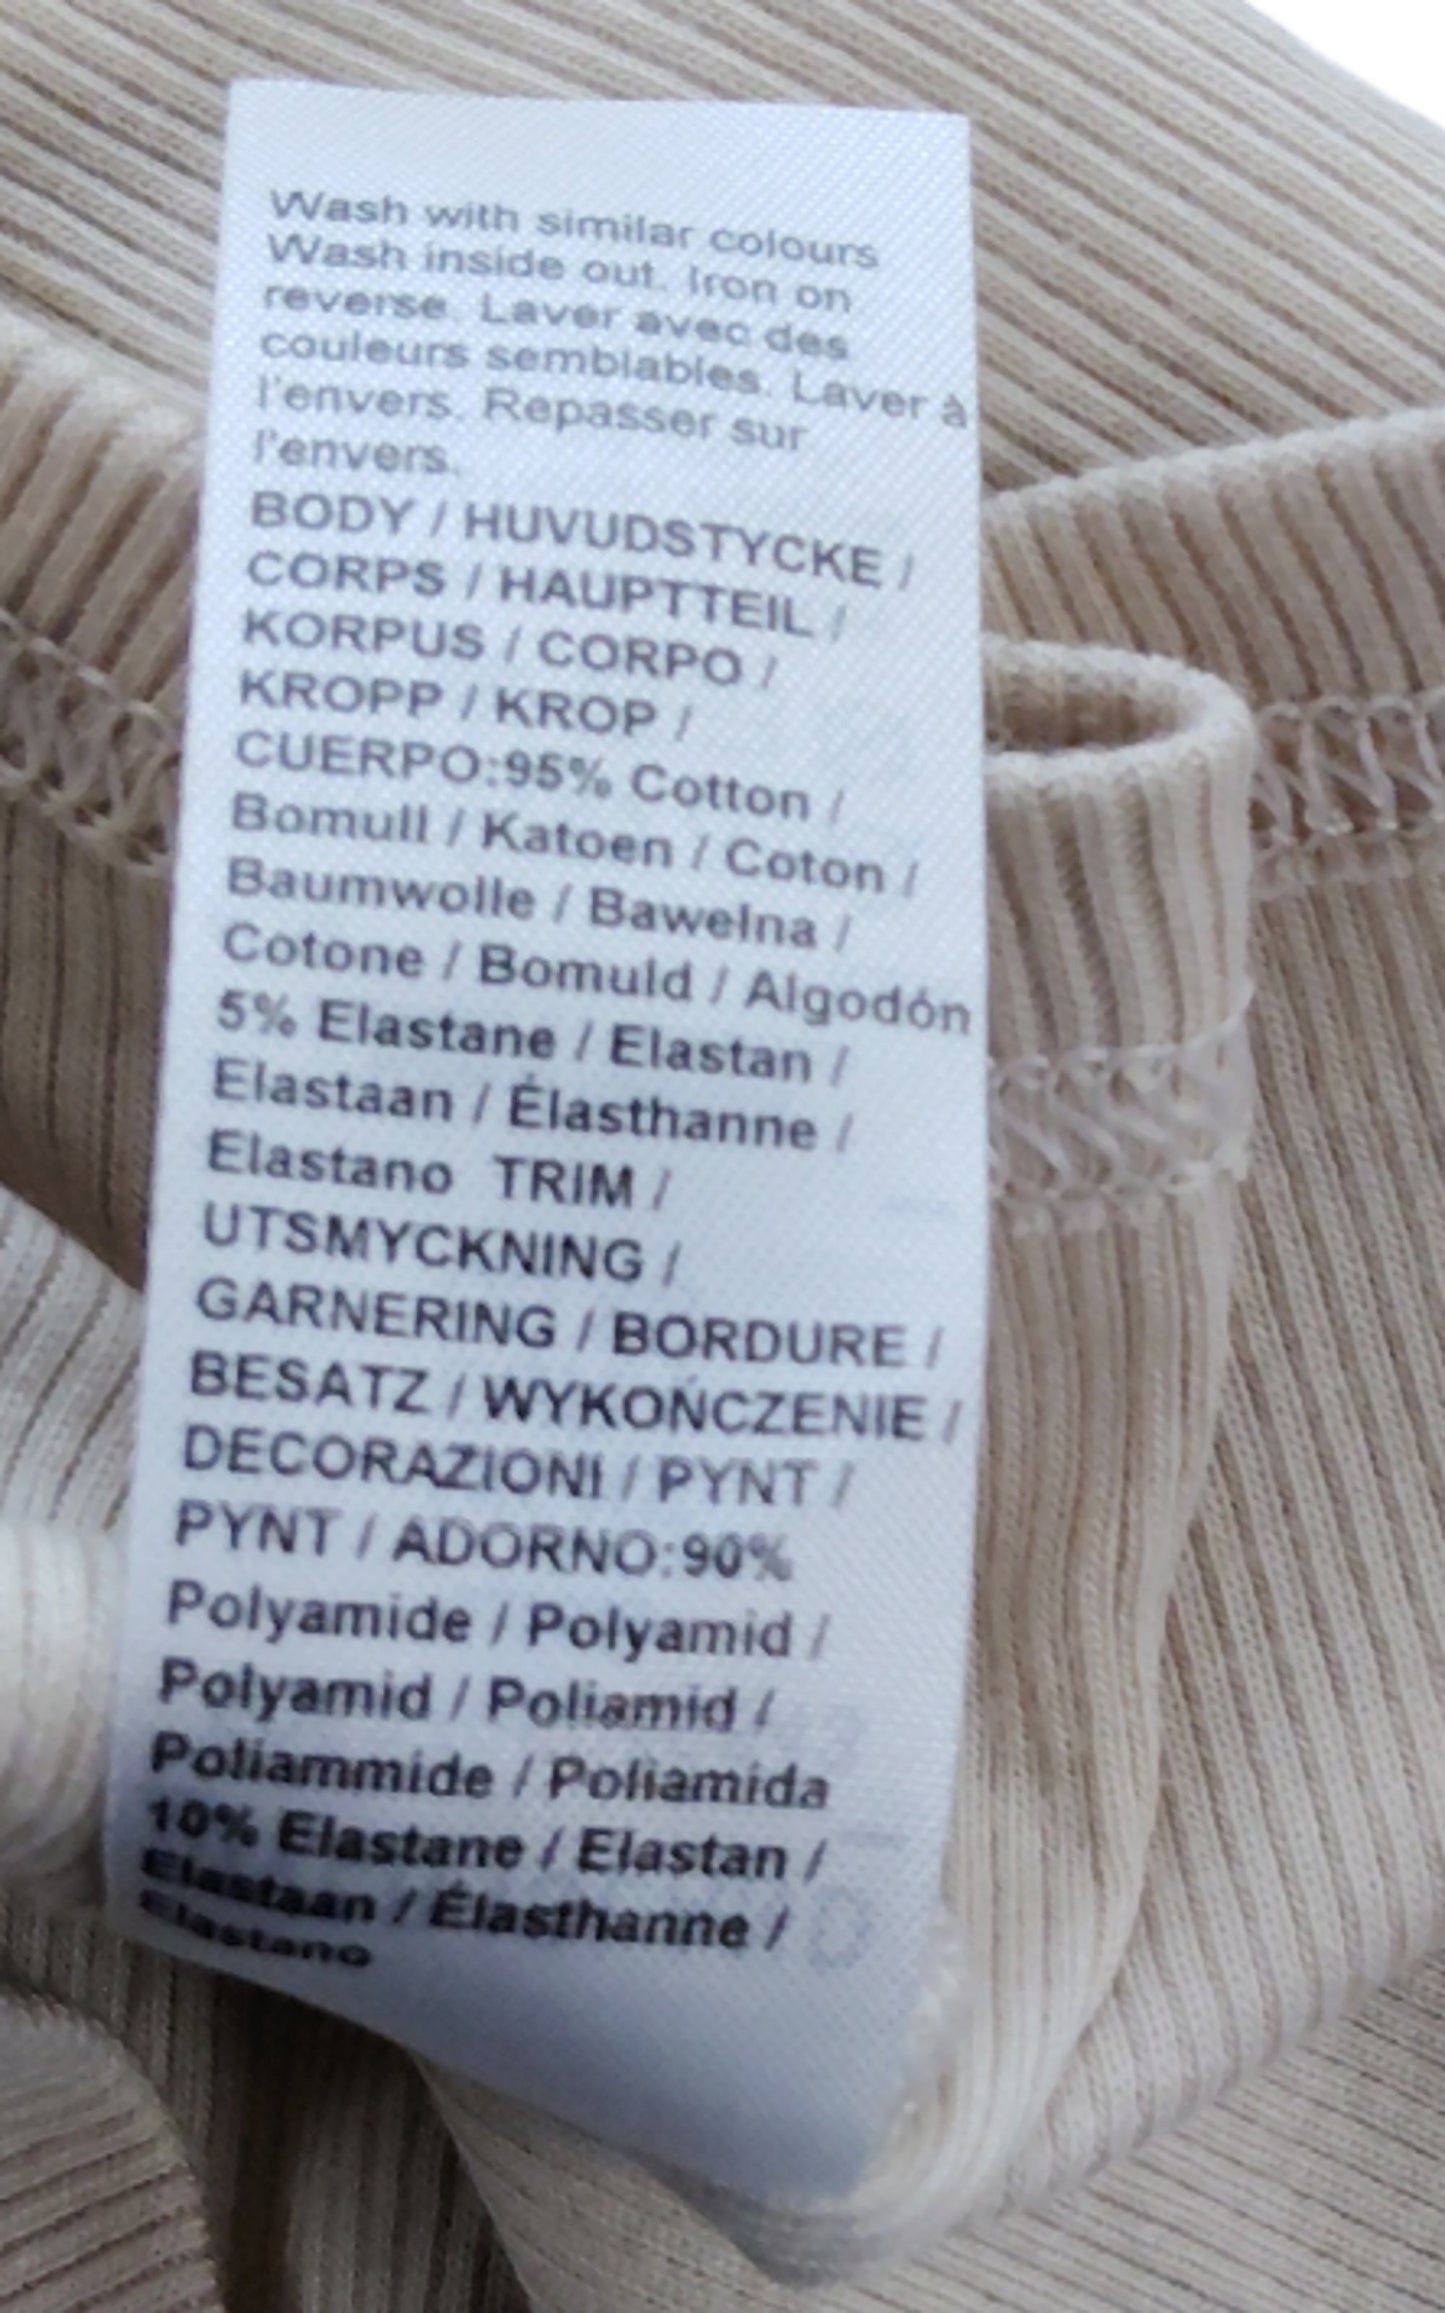 Wash with similar colours
Wash inside out. Iron on
reverse. Laver avec des
couleurs semblables. Laver à
l'envers. Repasser sur
l'envers.
BODY / HUVUDSTYCKE /
CORPS / HAUPTTEIL /
KORPUS / CORPO /
KROPP / KROP /
CUERPO:95% Cotton /
Bomull / Katoen / Coton /
Baumwolle / Bawełna /
Cotone / Bomuld / Algodón
5% Elastane / Elastan /
Elastaan / Élasthanne /
Elastano TRIM /
UTSMYCKNING /
GARNERING / BORDURE /
BESATZ / WYKOŃCZENIE /
DECORAZIONI / PYNT /
PYNT / ADORNO:90%
Polyamide / Polyamid /
Polyamid / Poliamid /
Poliammide / Poliamida
10% Elastane / Elastan /
Elastaan / Élasthanne /
Elastano